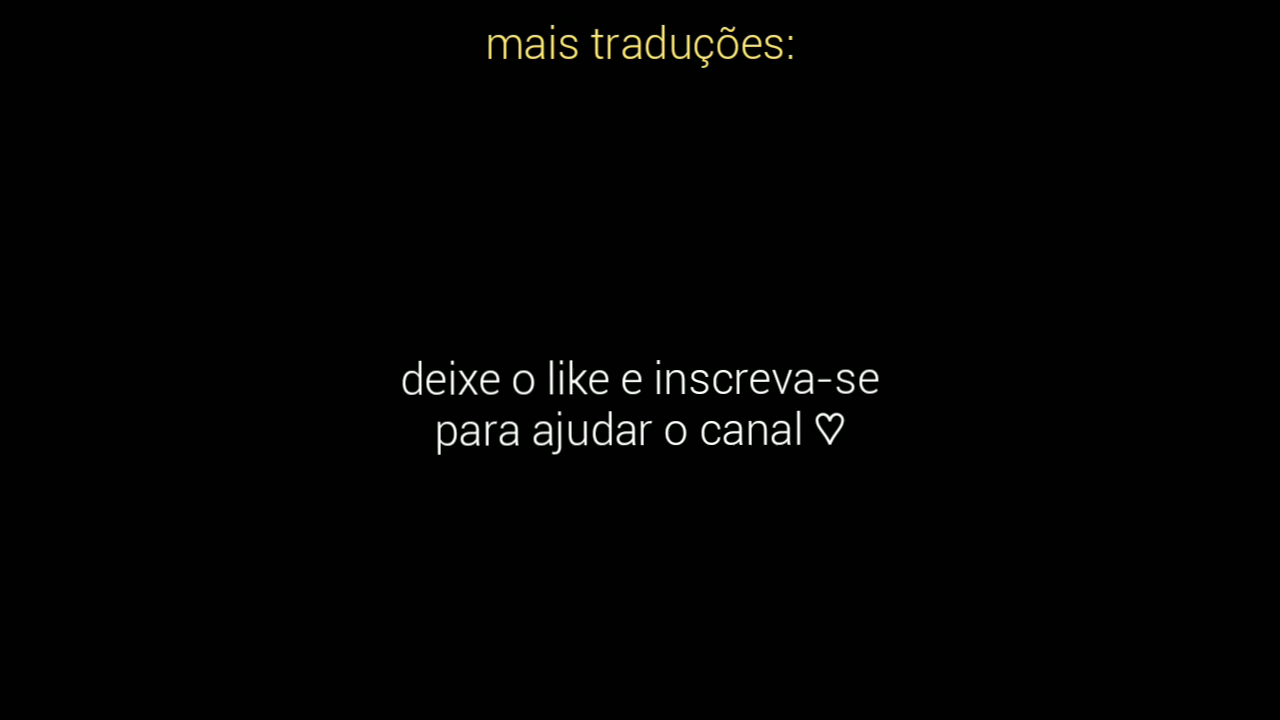 mais traduções:
deixe o like e inscreva-se
para ajudar o canal ♡